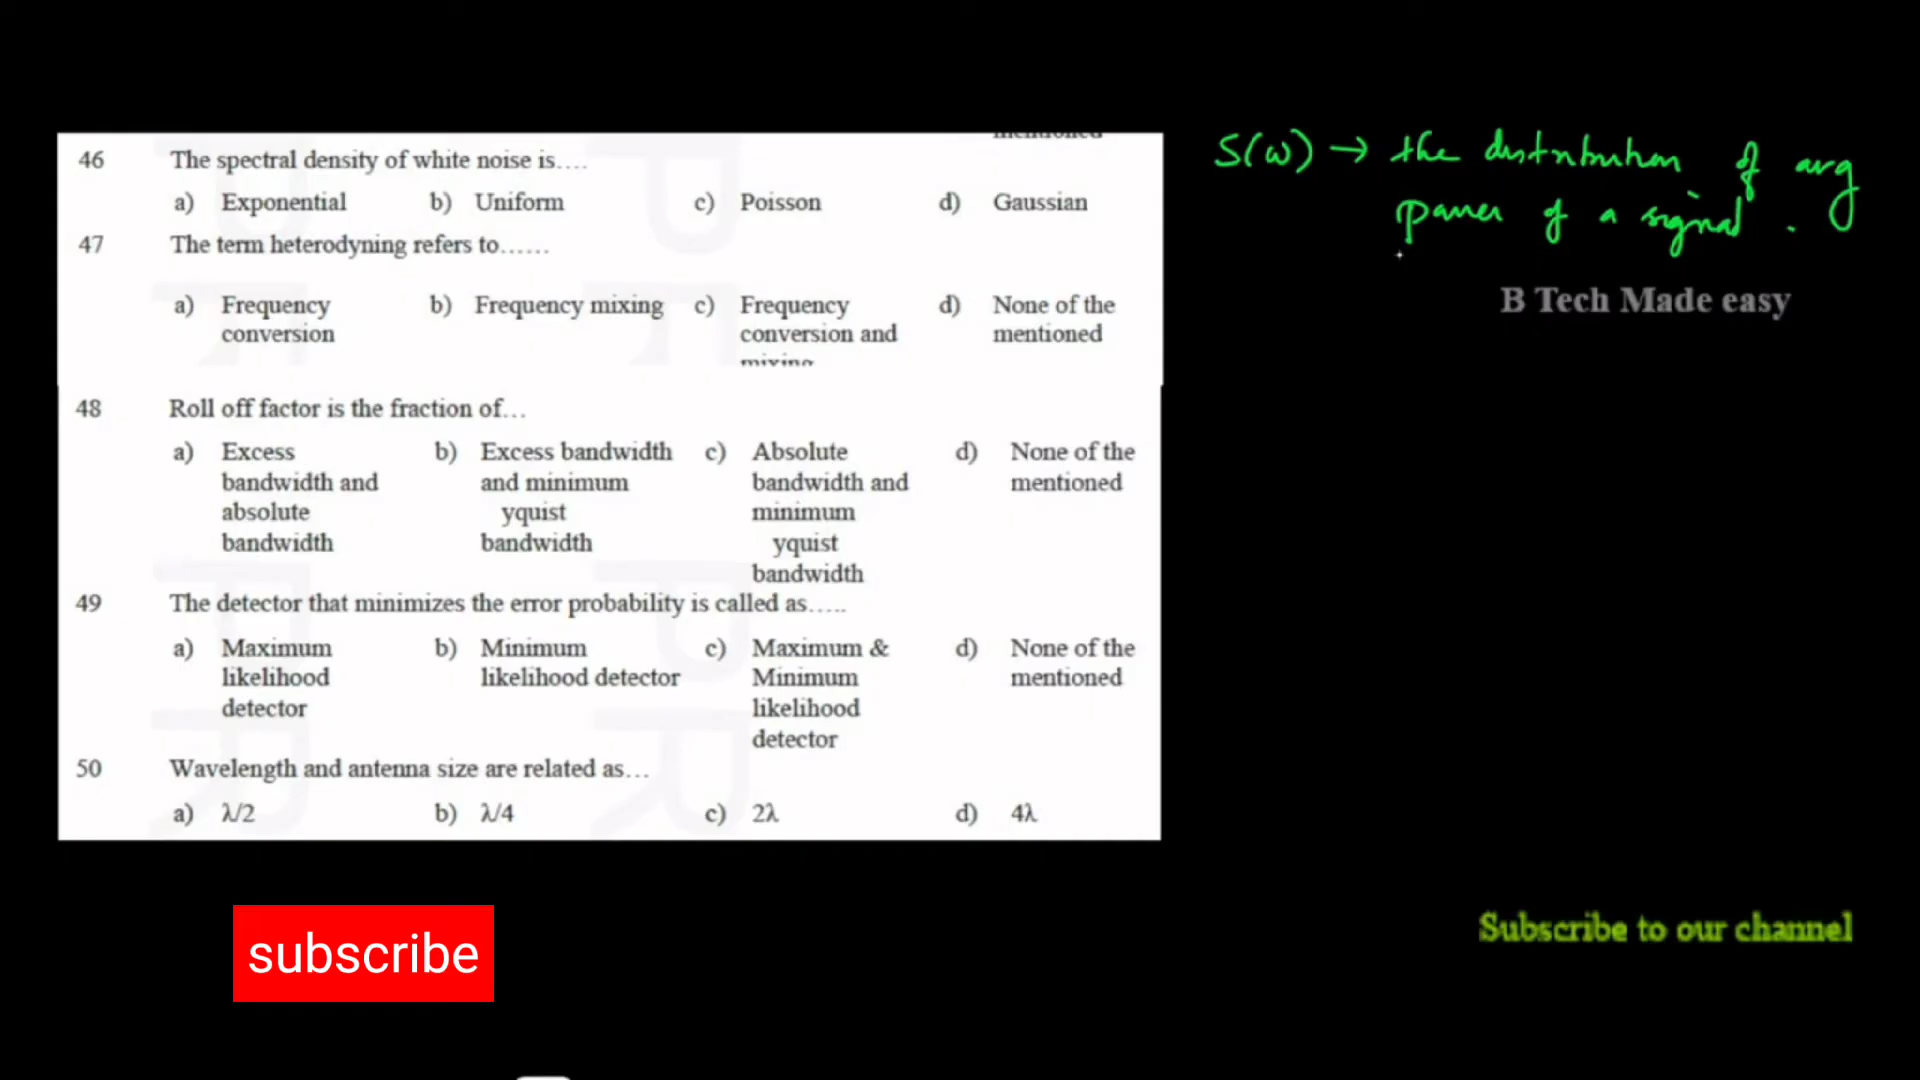 mentioned
46 The spectral density of white noise is....
a) Exponential b) Uniform c) Poisson d) Gaussian
47 The term heterodyning refers to......
a) Frequency b) Frequency mixing c) Frequency d) None of the
conversion conversion and mentioned
mixing
48 Roll off factor is the fraction of...
a) Excess b) Excess bandwidth c) Absolute d) None of the
bandwidth and and minimum bandwidth and mentioned
absolute yquist minimum
bandwidth bandwidth yquist
bandwidth
49 The detector that minimizes the error probability is called as.....
a) Maximum b) Minimum c) Maximum & d) None of the
likelihood likelihood detector Minimum mentioned
detector likelihood
detector
50 Wavelength and antenna size are related as...
a) λ/2 b) λ/4 c) 2λ d) 4λ
S(ω) → the distribution of avg
power of a signal .
B Tech Made easy
subscribe
Subscribe to our channel